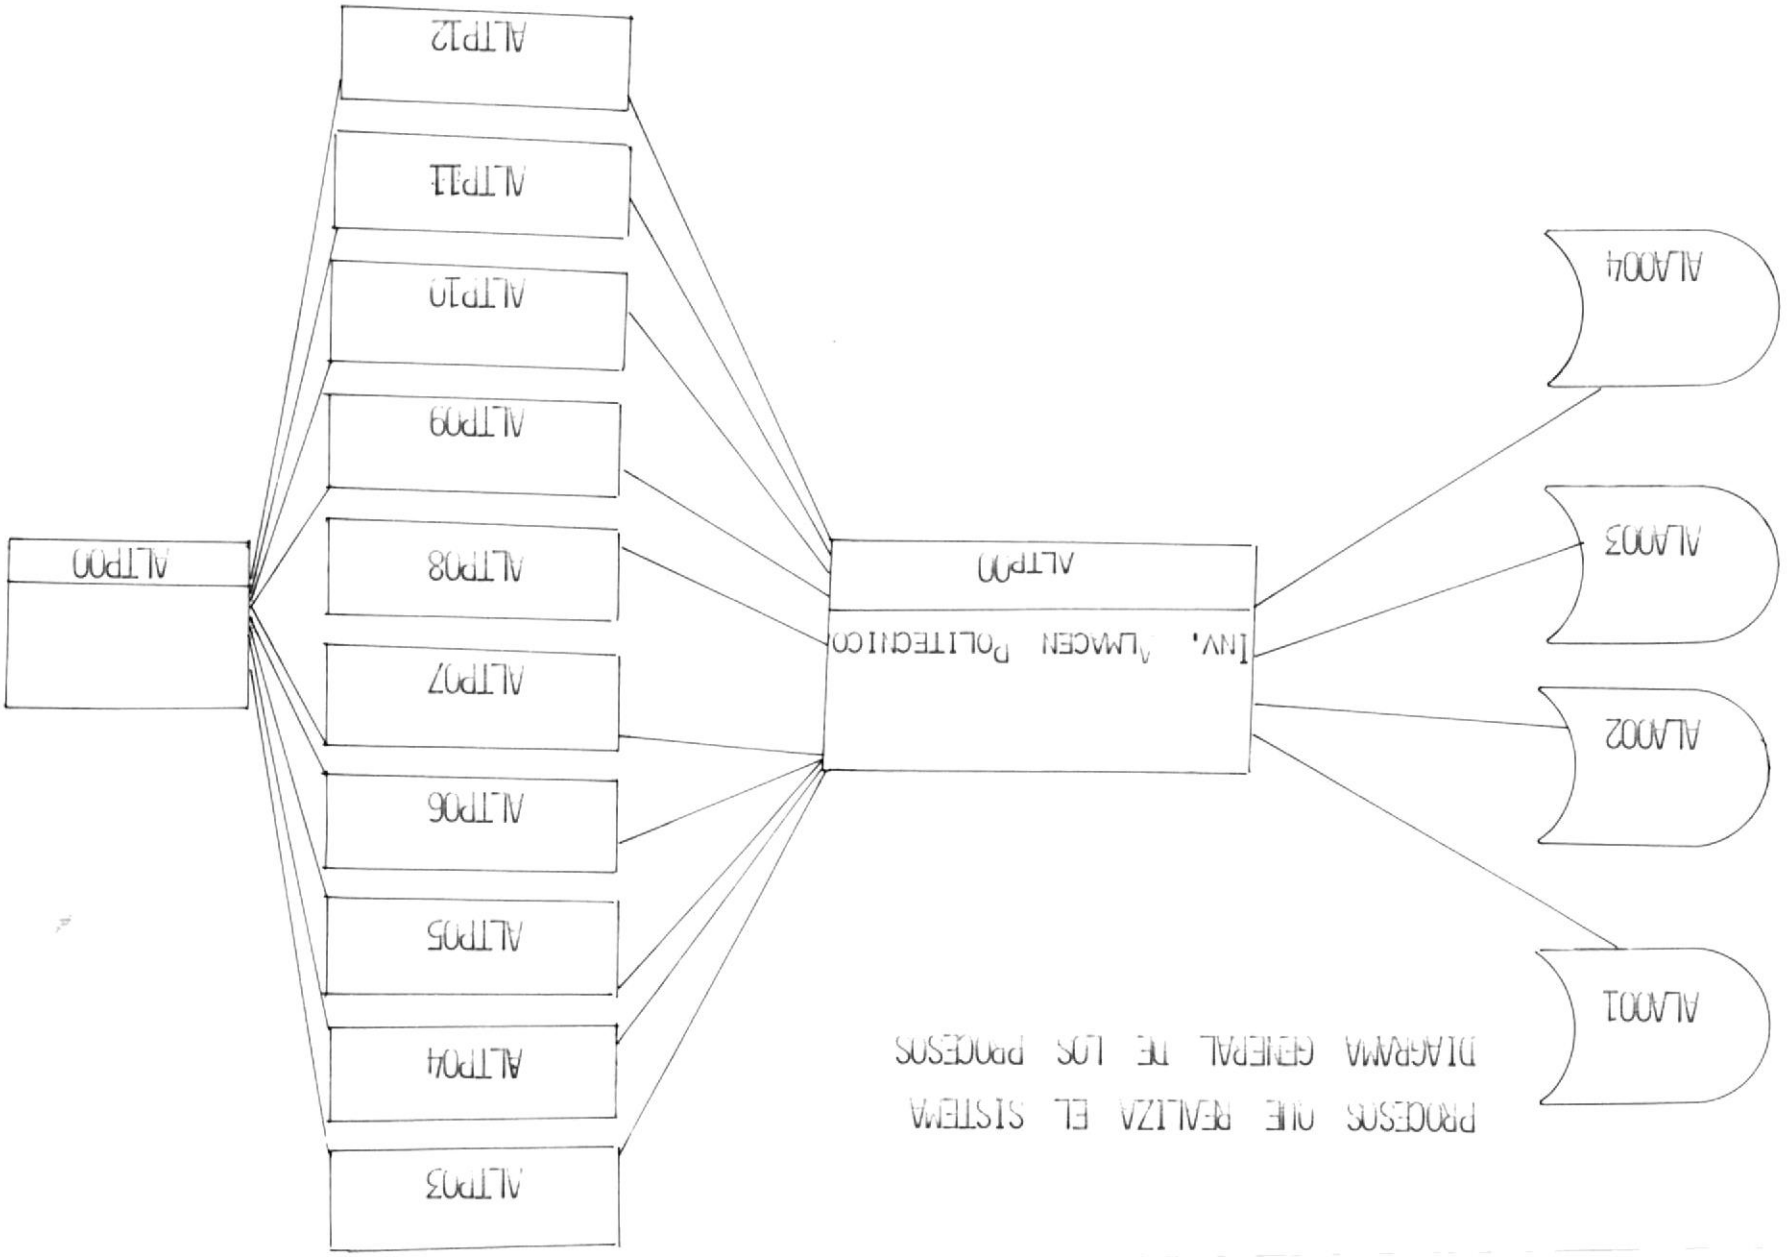 PROCESOS QUE REALIZA EL SISTEMA
DIAGRAMA GENERAL DE LOS PROCESOS
ALA001
ALA002
ALA003
ALA004
INV. ALMACEN POLITECNICO
ALTP00
ALTP03
ALTP04
ALTP05
ALTP06
ALTP07
ALTP08
ALTP09
ALTP10
ALTP11
ALTP12
ALTP00